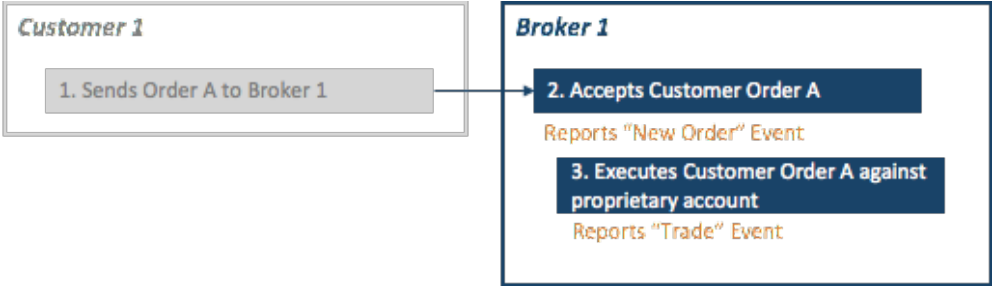 Customer 1
1. Sends Order A to Broker 1
Broker 1
2. Accepts Customer Order A
Reports "New Order" Event
3. Executes Customer Order A against
proprietary account
Reports "Trade" Event